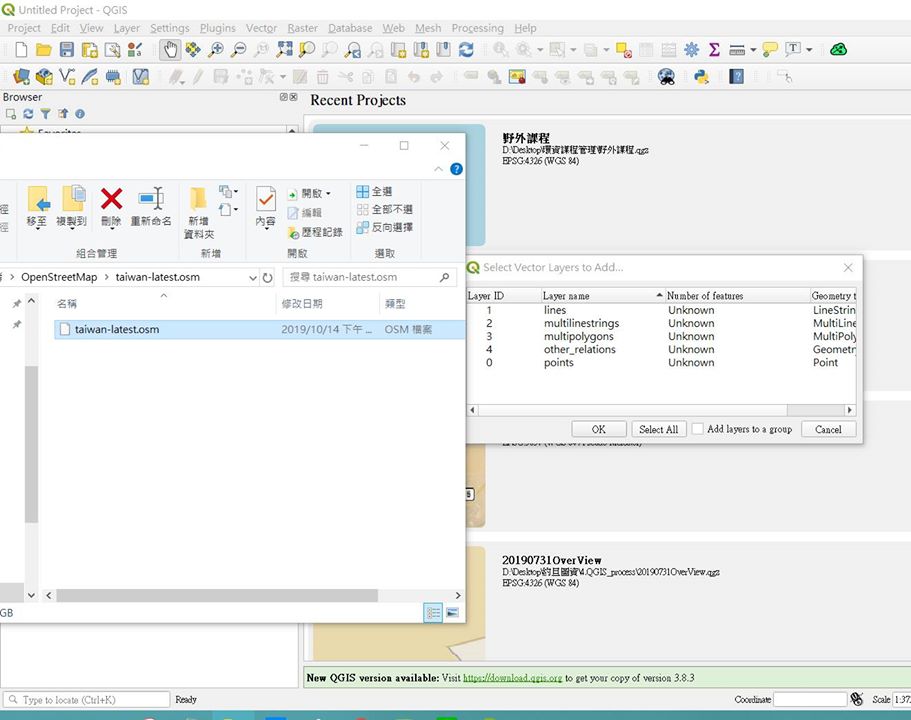 Untitled Project - QGIS
Project Edit View Layer Settings Plugins Vector Raster Database Web Mesh Processing Help
Browser
Favorites
移至 複製到 刪除 重新命名 新增資料夾 內容
開啟
編輯
歷程記錄
全選
全部不選
反向選擇
組合管理 新增 開啟 選取
OpenStreetMap > taiwan-latest.osm
搜尋 taiwan-latest.osm
名稱 修改日期 類型
taiwan-latest.osm 2019/10/14 下午 ... OSM 檔案
GB
Recent Projects
野外課程
D:\Desktop\環資課程管理\野外課程.qgz
EPSG:4326 (WGS 84)
Select Vector Layers to Add...
Layer ID Layer name Number of features Geometry t
1 lines Unknown LineStrin
2 multilinestrings Unknown MultiLine
3 multipolygons Unknown MultiPoly
4 other_relations Unknown Geometry
0 points Unknown Point
OK Select All Add layers to a group Cancel
20190731OverView
D:\Desktop\約旦圖資\4.QGIS_process\20190731OverView.qgz
EPSG:4326 (WGS 84)
New QGIS version available: Visit https://download.qgis.org to get your copy of version 3.8.3
Type to locate (Ctrl+K) Ready Coordinate Scale 1:37